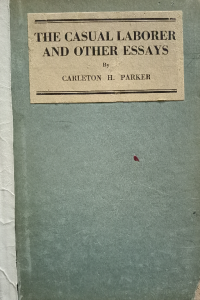 THE CASUAL LABORER
AND OTHER ESSAYS
By
CARLETON H. PARKER